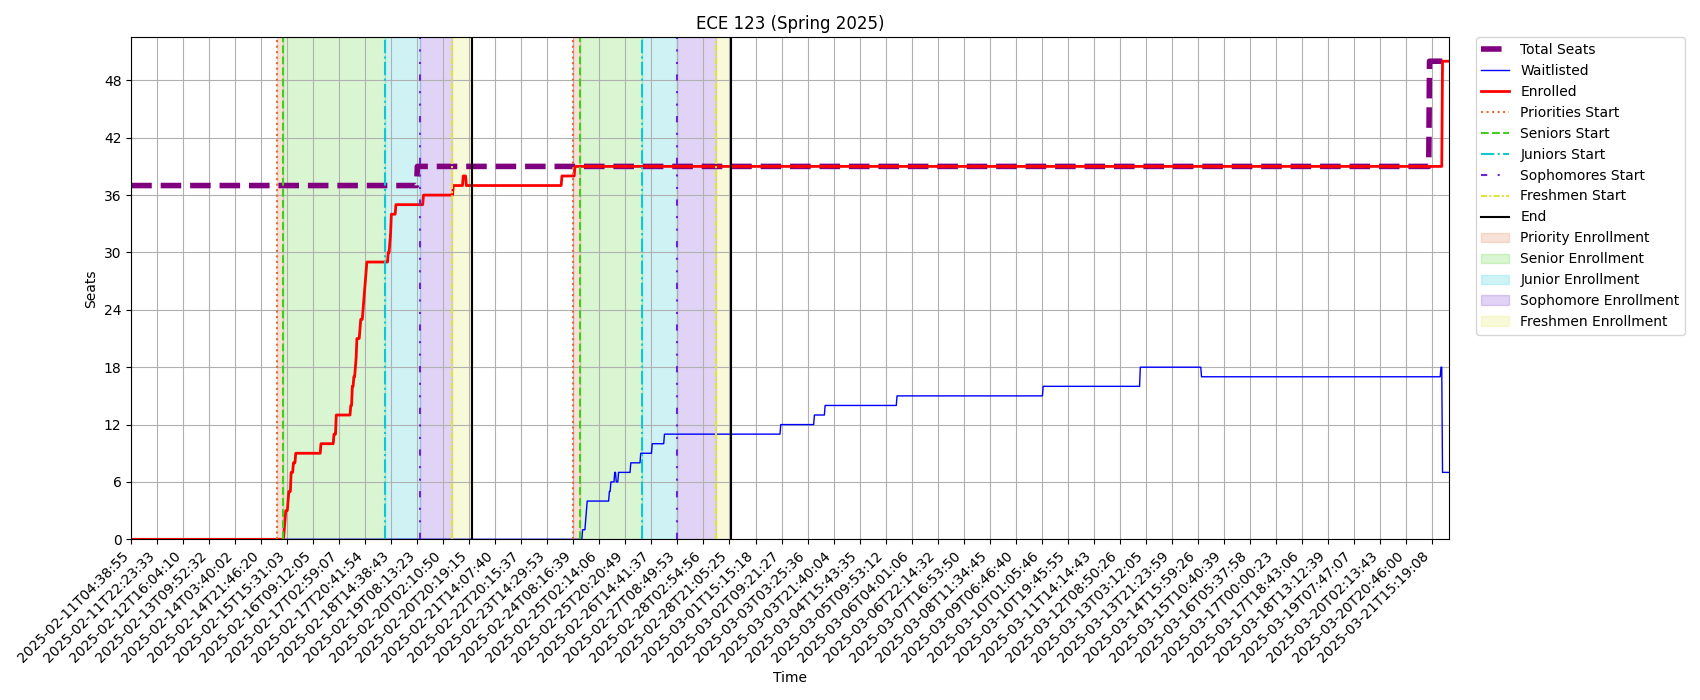 ECE 123 (Spring 2025)
Seats
48
42
36
30
24
18
12
6
0
2025-02-11T04:38:55
2025-02-11T22:23:33
2025-02-12T16:04:10
2025-02-13T09:52:32
2025-02-14T03:40:02
2025-02-14T21:46:20
2025-02-15T15:31:03
2025-02-16T09:12:05
2025-02-17T02:59:07
2025-02-17T20:41:54
2025-02-18T14:38:43
2025-02-19T08:13:23
2025-02-20T02:10:50
2025-02-20T20:19:15
2025-02-21T14:07:40
2025-02-22T20:15:37
2025-02-23T14:29:53
2025-02-24T08:16:39
2025-02-25T02:14:06
2025-02-25T20:20:49
2025-02-26T14:41:37
2025-02-27T08:49:53
2025-02-28T02:54:56
2025-02-28T21:05:25
2025-03-01T15:15:18
2025-03-02T09:21:27
2025-03-03T03:25:36
2025-03-03T21:40:04
2025-03-04T15:43:35
2025-03-05T09:53:12
2025-03-06T04:01:06
2025-03-06T22:14:32
2025-03-07T16:53:50
2025-03-08T11:34:45
2025-03-09T06:46:40
2025-03-10T01:05:46
2025-03-10T19:45:55
2025-03-11T14:14:43
2025-03-12T08:50:26
2025-03-13T03:12:05
2025-03-13T21:23:59
2025-03-14T15:59:26
2025-03-15T10:40:39
2025-03-16T05:37:58
2025-03-17T00:00:23
2025-03-17T18:43:06
2025-03-18T13:12:39
2025-03-19T07:47:07
2025-03-20T02:13:43
2025-03-20T20:46:00
2025-03-21T15:19:08
Time
Total Seats
Waitlisted
Enrolled
Priorities Start
Seniors Start
Juniors Start
Sophomores Start
Freshmen Start
End
Priority Enrollment
Senior Enrollment
Junior Enrollment
Sophomore Enrollment
Freshmen Enrollment